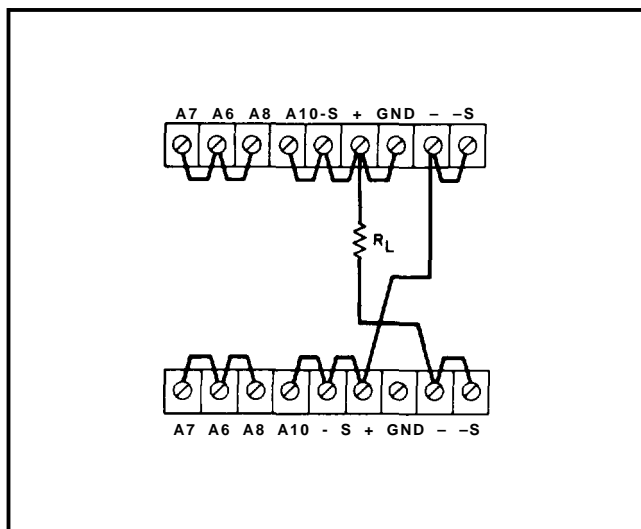 A7 A6 A8 A10-S + GND – –S
RL
A7 A6 A8 A10 - S + GND – –S